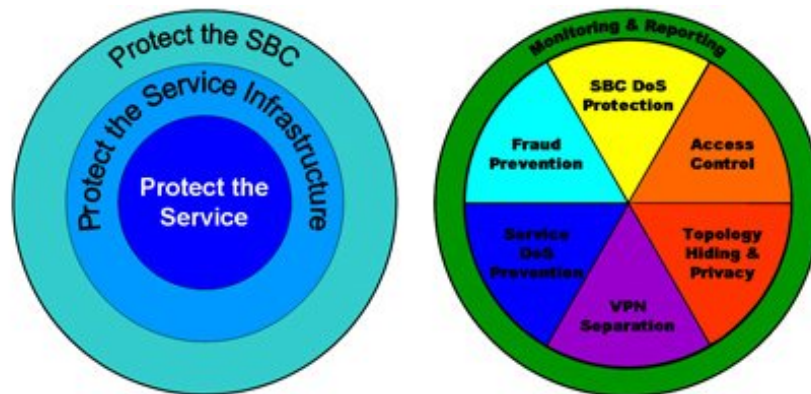 Protect the SBC
Protect the Service Infrastructure
Protect the
Service
Monitoring & Reporting
SBC DoS
Protection
Fraud
Prevention
Access
Control
Service
DoS
Prevention
Topology
Hiding &
Privacy
VPN
Separation